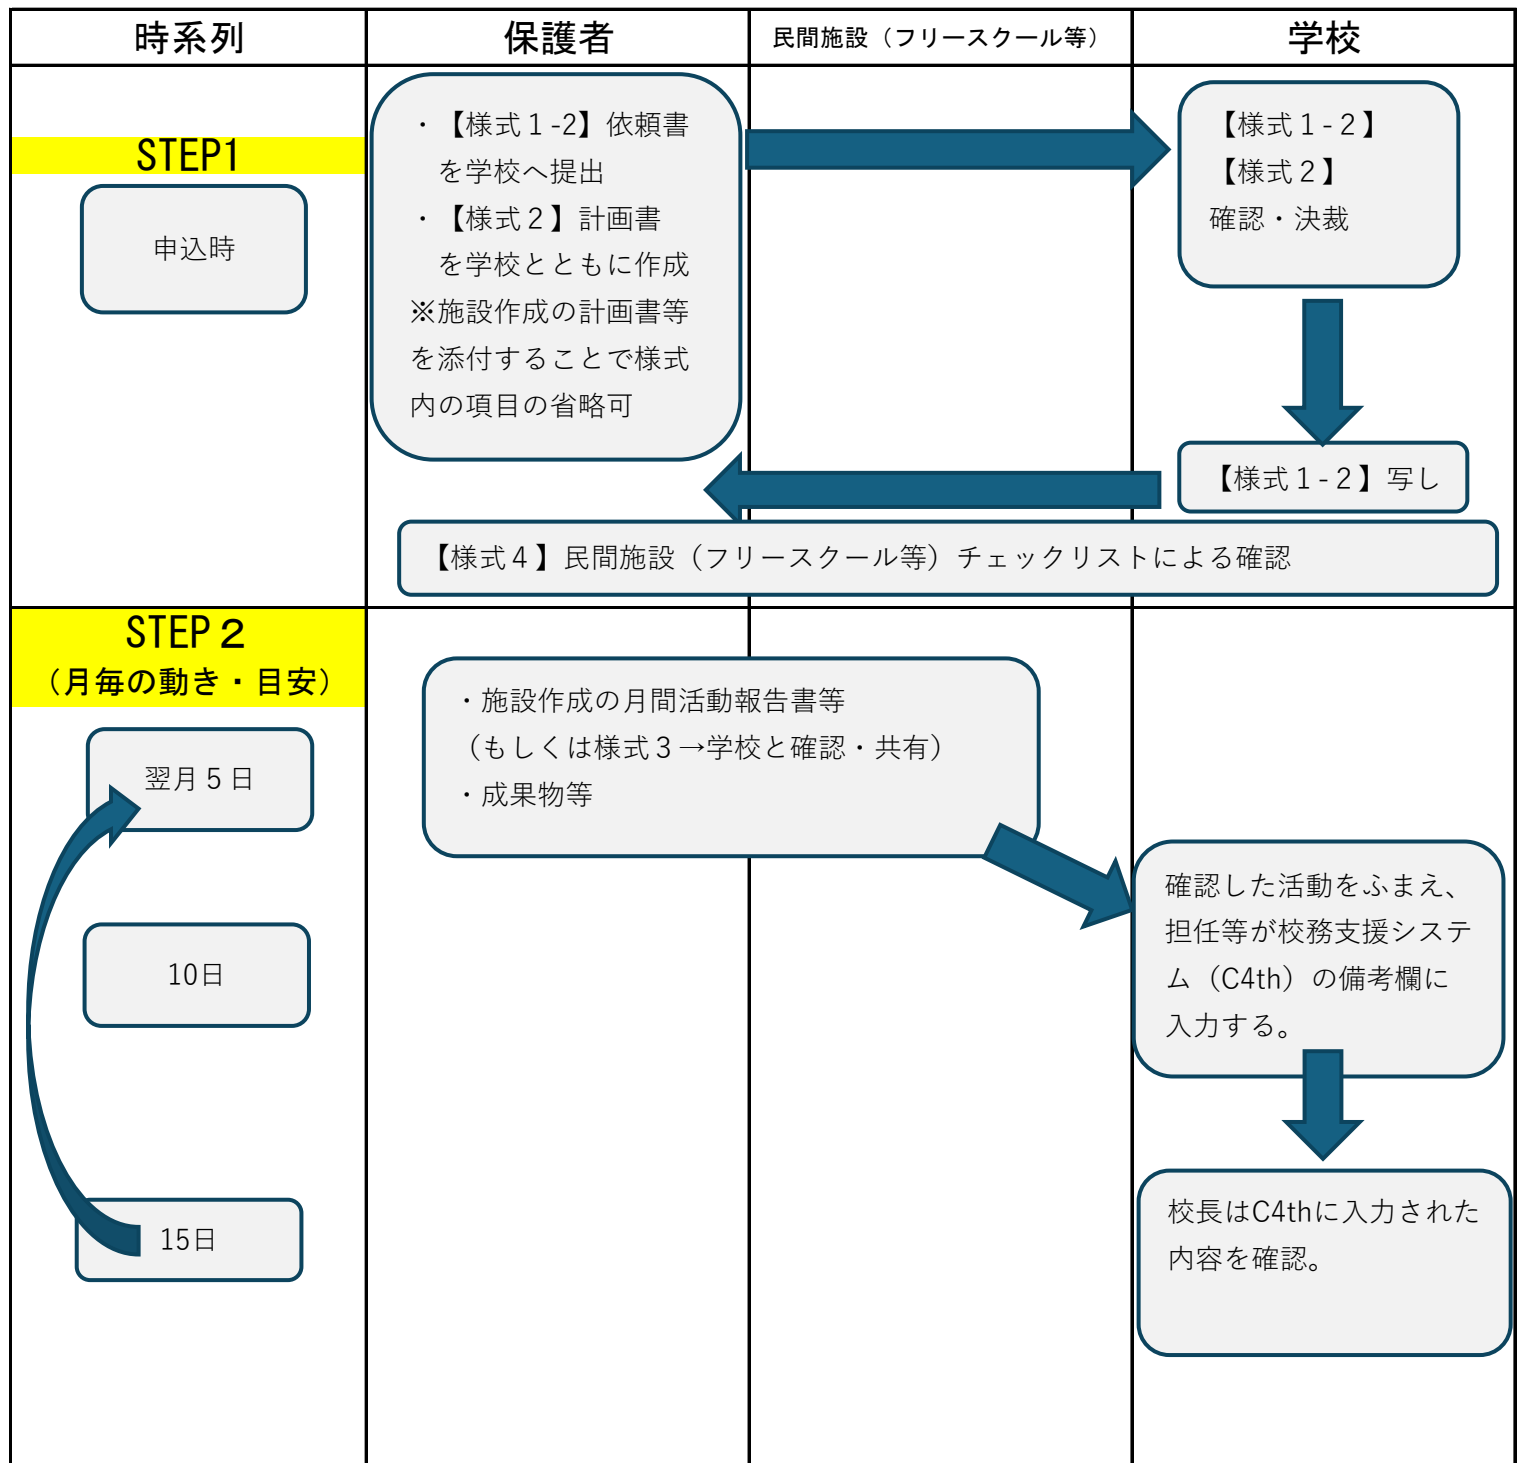 時系列
保護者
民間施設（フリースクール等）
学校
STEP1
申込時
・【様式１-2】依頼書
を学校へ提出
・【様式２】計画書
を学校とともに作成
※施設作成の計画書等
を添付することで様式
内の項目の省略可
【様式１-２】
【様式２】
確認・決裁
【様式１-２】写し
【様式４】民間施設（フリースクール等）チェックリストによる確認
STEP２
（月毎の動き・目安）
翌月５日
・施設作成の月間活動報告書等
（もしくは様式３→学校と確認・共有）
・成果物等
10日
確認した活動をふまえ、
担任等が校務支援システ
ム（C4th）の備考欄に
入力する。
15日
校長はC4thに入力された
内容を確認。